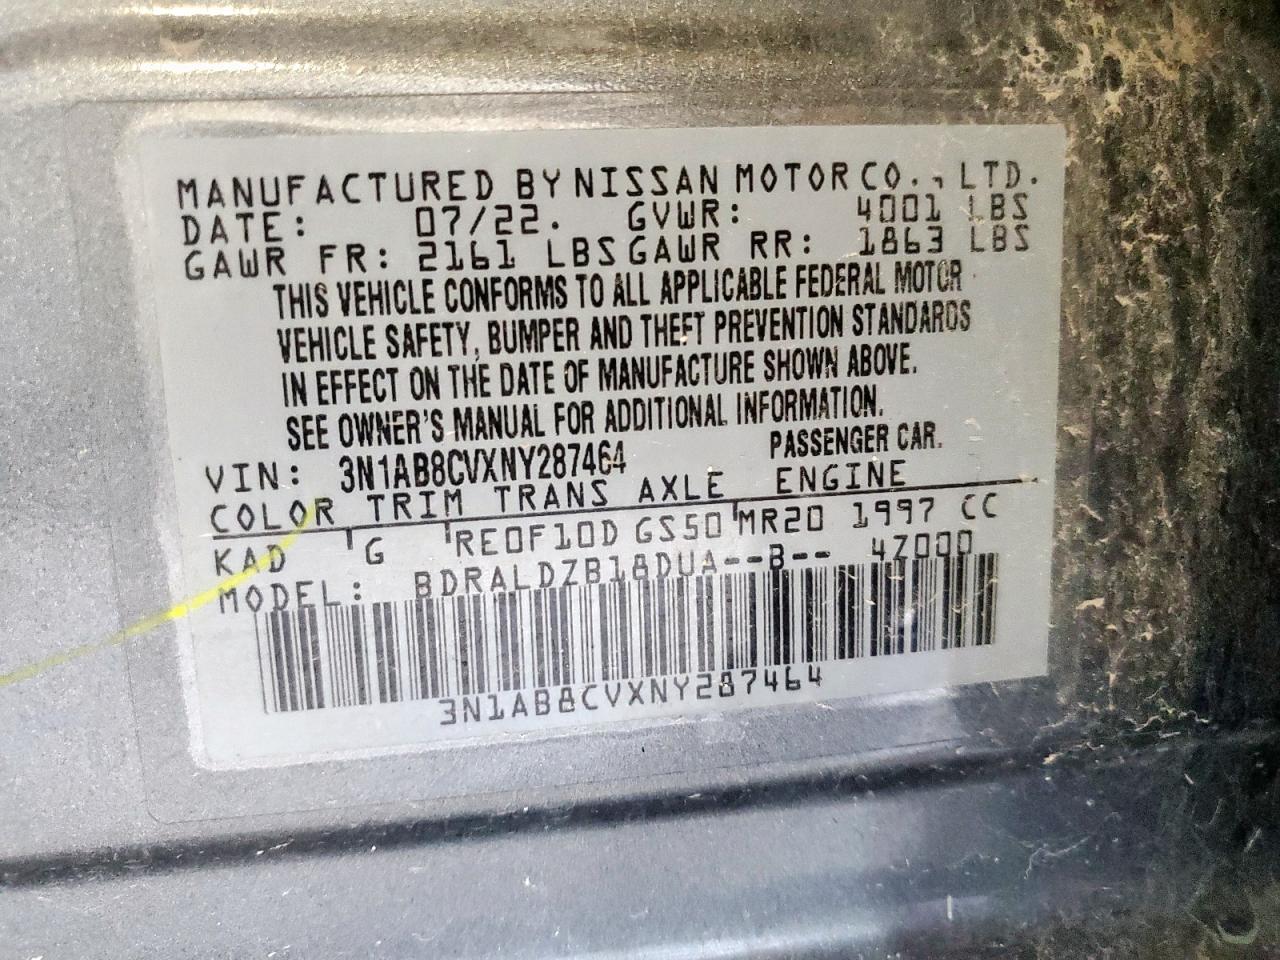 MANUFACTURED BY NISSAN MOTOR CO., LTD.
DATE: 07/22. GVWR: 4001 LBS
GAWR FR: 2161 LBS GAWR RR: 1863 LBS
THIS VEHICLE CONFORMS TO ALL APPLICABLE FEDERAL MOTOR
VEHICLE SAFETY, BUMPER AND THEFT PREVENTION STANDARDS
IN EFFECT ON THE DATE OF MANUFACTURE SHOWN ABOVE.
SEE OWNER'S MANUAL FOR ADDITIONAL INFORMATION.
VIN: 3N1AB8CVXNY287464 PASSENGER CAR.
COLOR TRIM TRANS AXLE ENGINE
KAD G RE0F10D GS50 MR20 1997 CC
MODEL: BDRALDZB18DUA--B-- 4Z000
3N1AB8CVXNY287464